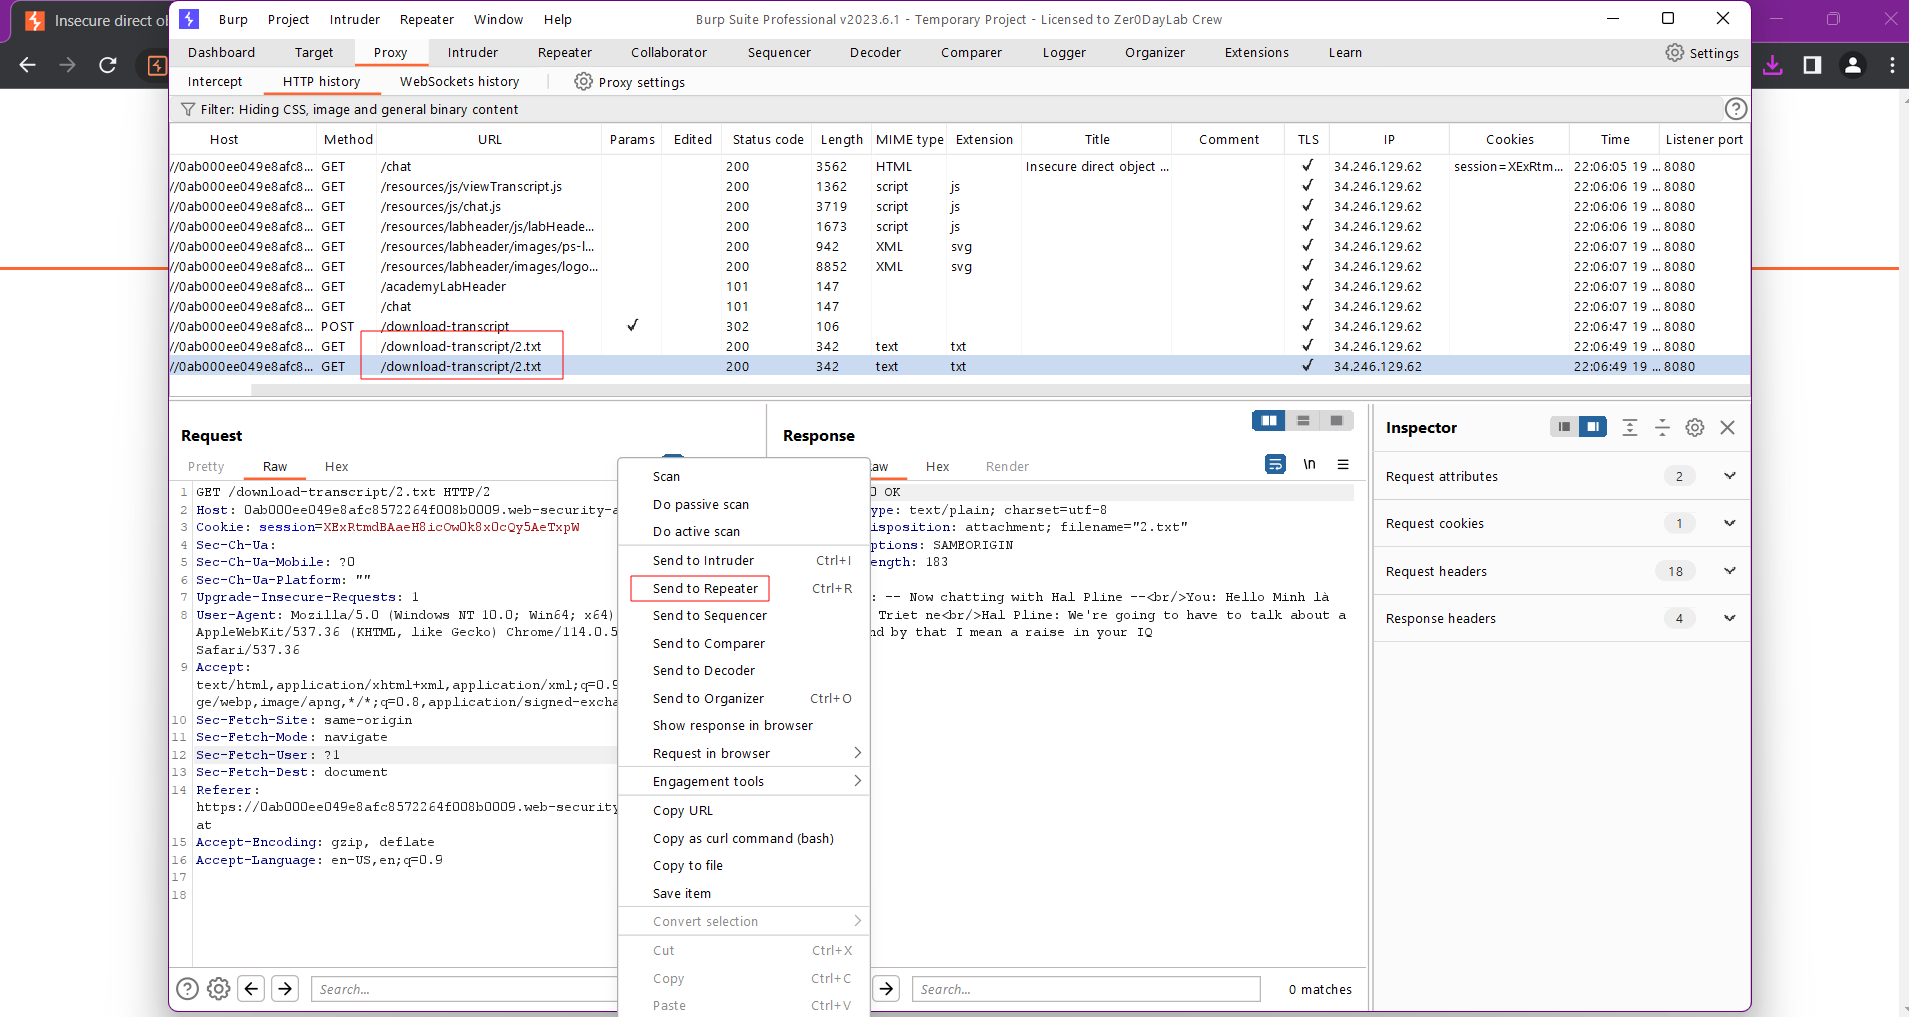 Insecure direct ob
Burp Project Intruder Repeater Window Help Burp Suite Professional v2023.6.1 - Temporary Project - Licensed to Zer0DayLab Crew
Dashboard Target Proxy Intruder Repeater Collaborator Sequencer Decoder Comparer Logger Organizer Extensions Learn Settings
Intercept HTTP history WebSockets history Proxy settings
Filter: Hiding CSS, image and general binary content
Host Method URL Params Edited Status code Length MIME type Extension Title Comment TLS IP Cookies Time Listener port
//0ab000ee049e8afc8... GET /chat 200 3562 HTML Insecure direct object ... ✓ 34.246.129.62 session=XExRtm... 22:06:05 19 ... 8080
//0ab000ee049e8afc8... GET /resources/js/viewTranscript.js 200 1362 script js ✓ 34.246.129.62 22:06:06 19 ... 8080
//0ab000ee049e8afc8... GET /resources/js/chat.js 200 3719 script js ✓ 34.246.129.62 22:06:06 19 ... 8080
//0ab000ee049e8afc8... GET /resources/labheader/js/labHeade... 200 1673 script js ✓ 34.246.129.62 22:06:06 19 ... 8080
//0ab000ee049e8afc8... GET /resources/labheader/images/ps-l... 200 942 XML svg ✓ 34.246.129.62 22:06:07 19 ... 8080
//0ab000ee049e8afc8... GET /resources/labheader/images/logo... 200 8852 XML svg ✓ 34.246.129.62 22:06:07 19 ... 8080
//0ab000ee049e8afc8... GET /academyLabHeader 101 147 ✓ 34.246.129.62 22:06:07 19 ... 8080
//0ab000ee049e8afc8... GET /chat 101 147 ✓ 34.246.129.62 22:06:07 19 ... 8080
//0ab000ee049e8afc8... POST /download-transcript ✓ 302 106 ✓ 34.246.129.62 22:06:47 19 ... 8080
//0ab000ee049e8afc8... GET /download-transcript/2.txt 200 342 text txt ✓ 34.246.129.62 22:06:49 19 ... 8080
//0ab000ee049e8afc8... GET /download-transcript/2.txt 200 342 text txt ✓ 34.246.129.62 22:06:49 19 ... 8080
Request
Pretty Raw Hex
1 GET /download-transcript/2.txt HTTP/2
2 Host: 0ab000ee049e8afc8572264f008b0009.web-security-a
3 Cookie: session=XExRtmdBAaeH8icOw0k8x0cQy5AeTxpW
4 Sec-Ch-Ua:
5 Sec-Ch-Ua-Mobile: ?0
6 Sec-Ch-Ua-Platform: ""
7 Upgrade-Insecure-Requests: 1
8 User-Agent: Mozilla/5.0 (Windows NT 10.0; Win64; x64)
AppleWebKit/537.36 (KHTML, like Gecko) Chrome/114.0.5
Safari/537.36
9 Accept:
text/html,application/xhtml+xml,application/xml;q=0.9
ge/webp,image/apng,*/*;q=0.8,application/signed-excha
10 Sec-Fetch-Site: same-origin
11 Sec-Fetch-Mode: navigate
12 Sec-Fetch-User: ?1
13 Sec-Fetch-Dest: document
14 Referer:
https://0ab000ee049e8afc8572264f008b0009.web-security
at
15 Accept-Encoding: gzip, deflate
16 Accept-Language: en-US,en;q=0.9
17
18
Search...
Scan
Do passive scan
Do active scan
Send to Intruder Ctrl+I
Send to Repeater Ctrl+R
Send to Sequencer
Send to Comparer
Send to Decoder
Send to Organizer Ctrl+O
Show response in browser
Request in browser
Engagement tools
Copy URL
Copy as curl command (bash)
Copy to file
Save item
Convert selection
Cut Ctrl+X
Copy Ctrl+C
Paste Ctrl+V
Response
aw Hex Render \n
0 OK
ype: text/plain; charset=utf-8
isposition: attachment; filename="2.txt"
ptions: SAMEORIGIN
ength: 183
: -- Now chatting with Hal Pline --<br/>You: Hello Minh là
Triet ne<br/>Hal Pline: We're going to have to talk about a
nd by that I mean a raise in your IQ
Search... 0 matches
Inspector
Request attributes 2
Request cookies 1
Request headers 18
Response headers 4